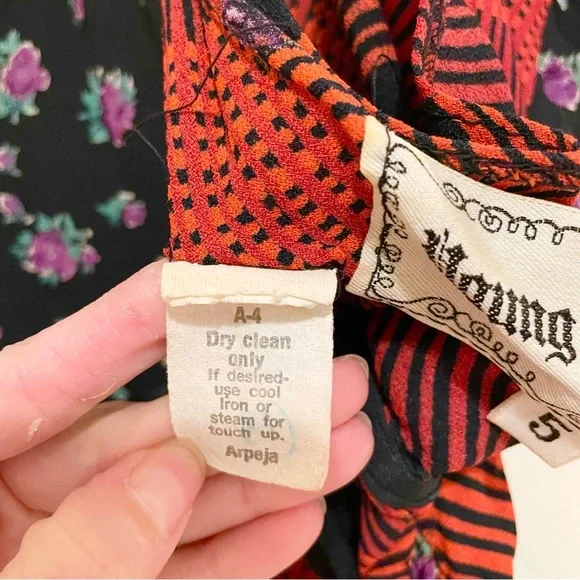 Young
5
A-4
Dry clean
only
If desired-
use cool
Iron or
steam for
touch up.
Arpeja